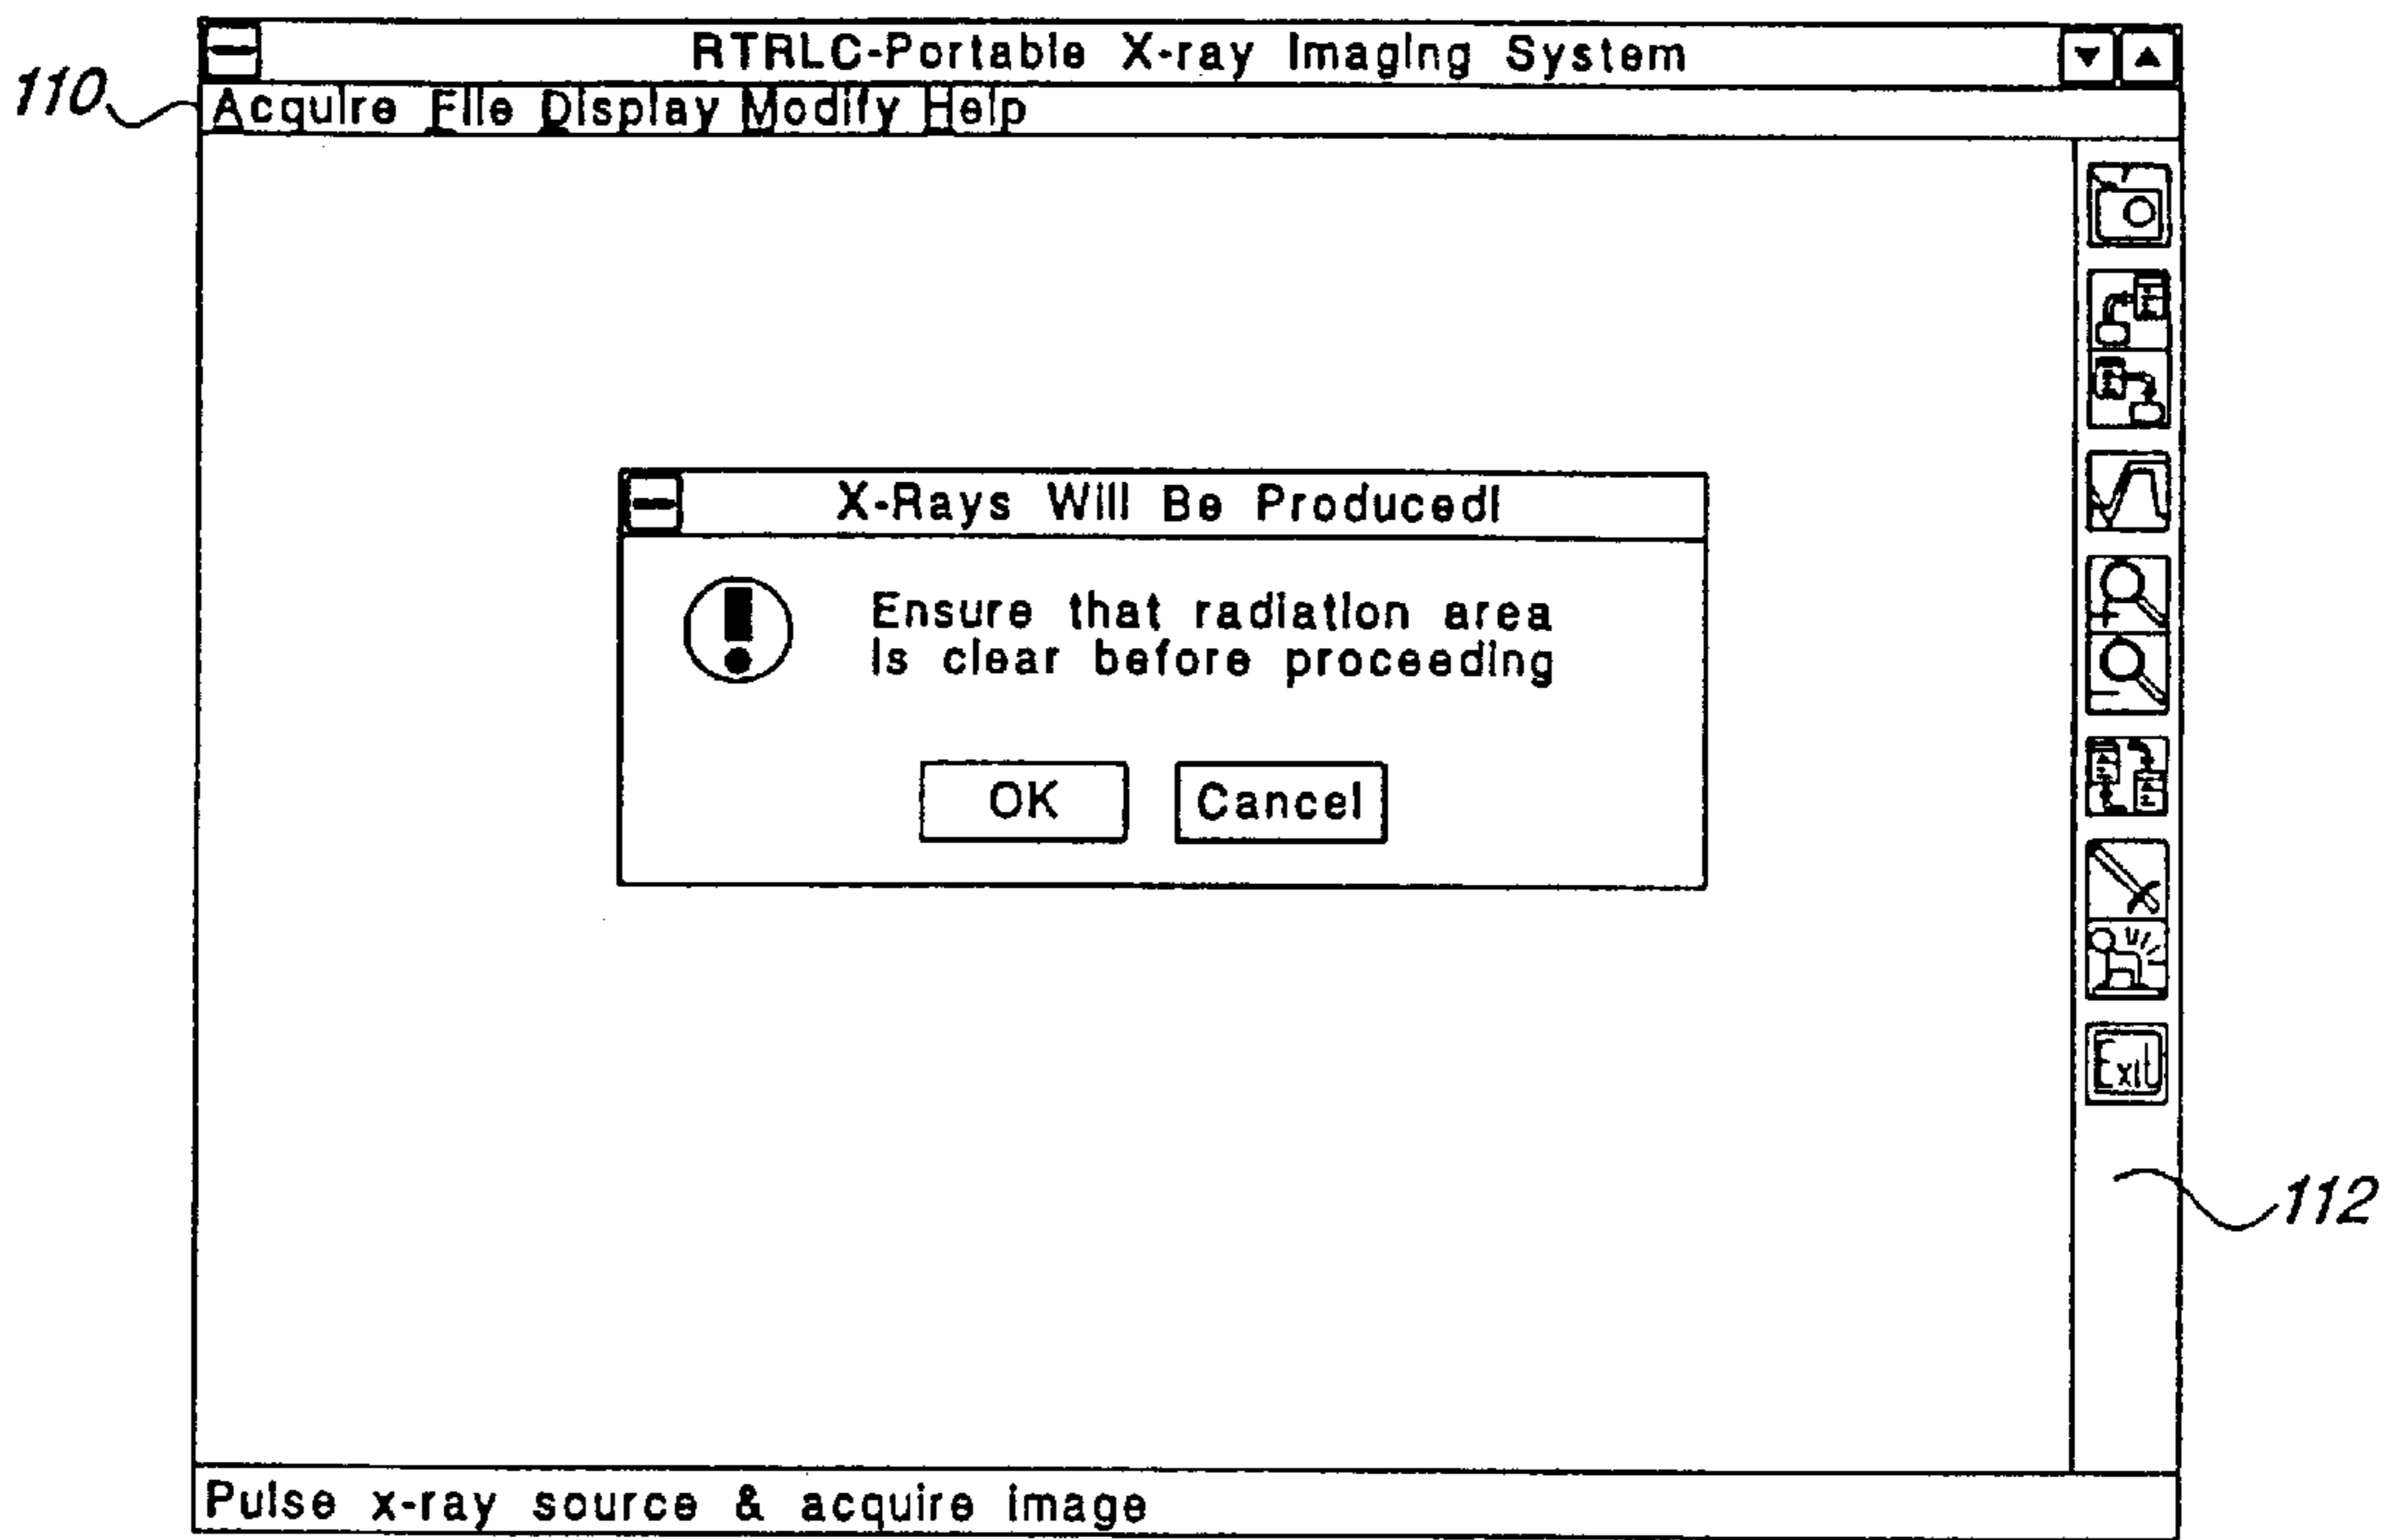 RTRLC-Portable X-ray Imaging System
110
Acquire File Display Modify Help
X-Rays Will Be Produced!
Ensure that radiation area
is clear before proceeding
OK Cancel
Exit
112
Pulse x-ray source & acquire image